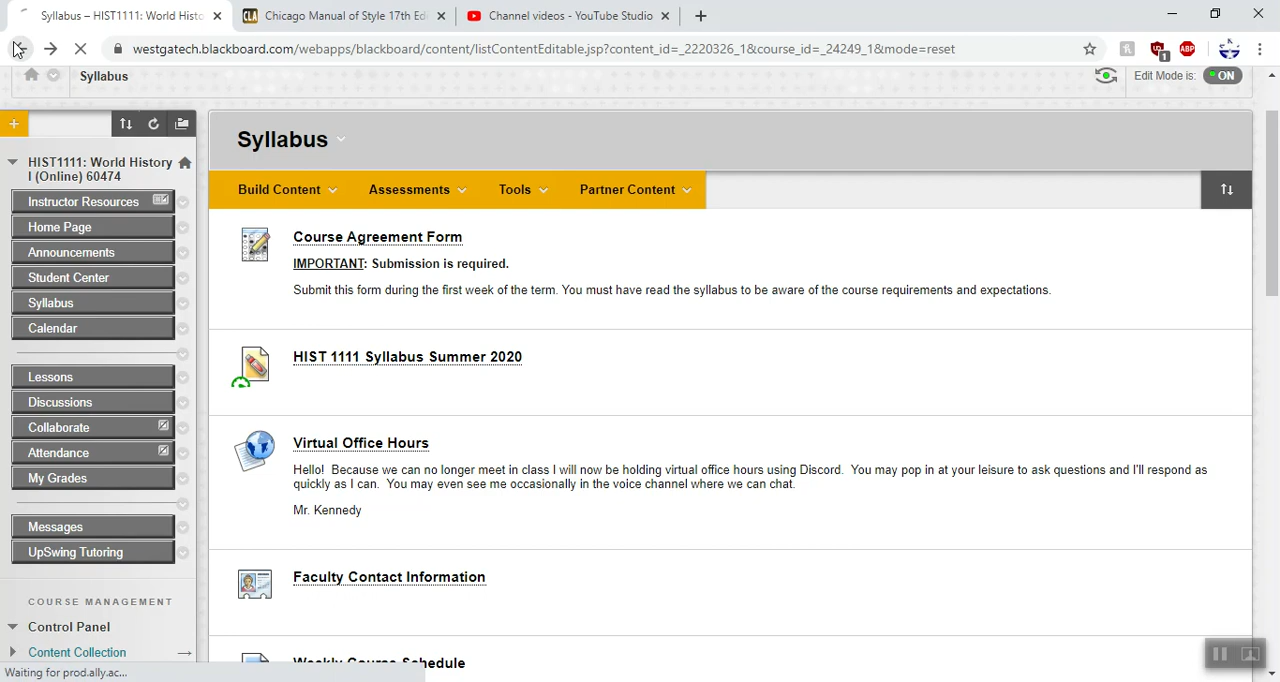 Syllabus – HIST1111: World Histo
Chicago Manual of Style 17th Edi
Channel videos - YouTube Studio
westgatech.blackboard.com/webapps/blackboard/content/listContentEditable.jsp?content_id=_2220326_1&course_id=_24249_1&mode=reset
1
ABP
Syllabus
Edit Mode is:
ON
HIST1111: World History
I (Online) 60474
Instructor Resources
Home Page
Announcements
Student Center
Syllabus
Calendar
Lessons
Discussions
Collaborate
Attendance
My Grades
Messages
UpSwing Tutoring
COURSE MANAGEMENT
Control Panel
Content Collection
Waiting for prod.ally.ac...
Syllabus
Build Content
Assessments
Tools
Partner Content
Course Agreement Form
IMPORTANT: Submission is required.
Submit this form during the first week of the term. You must have read the syllabus to be aware of the course requirements and expectations.
HIST 1111 Syllabus Summer 2020
Virtual Office Hours
Hello! Because we can no longer meet in class I will now be holding virtual office hours using Discord. You may pop in at your leisure to ask questions and I'll respond as
quickly as I can. You may even see me occasionally in the voice channel where we can chat.
Mr. Kennedy
Faculty Contact Information
Weekly Course Schedule